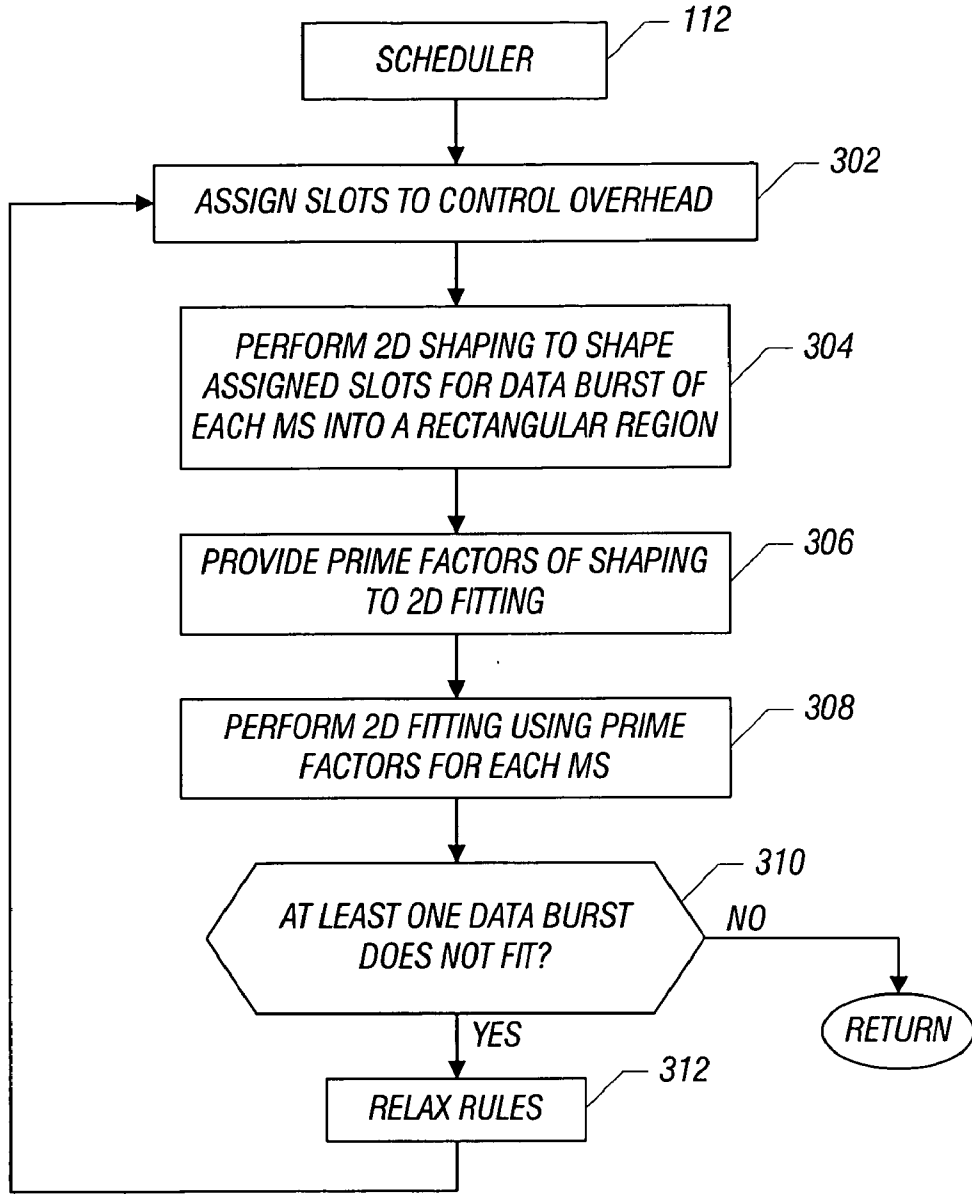 112
SCHEDULER
302
ASSIGN SLOTS TO CONTROL OVERHEAD
304
PERFORM 2D SHAPING TO SHAPE
ASSIGNED SLOTS FOR DATA BURST OF
EACH MS INTO A RECTANGULAR REGION
306
PROVIDE PRIME FACTORS OF SHAPING
TO 2D FITTING
308
PERFORM 2D FITTING USING PRIME
FACTORS FOR EACH MS
310
AT LEAST ONE DATA BURST
DOES NOT FIT?
NO
RETURN
YES
312
RELAX RULES